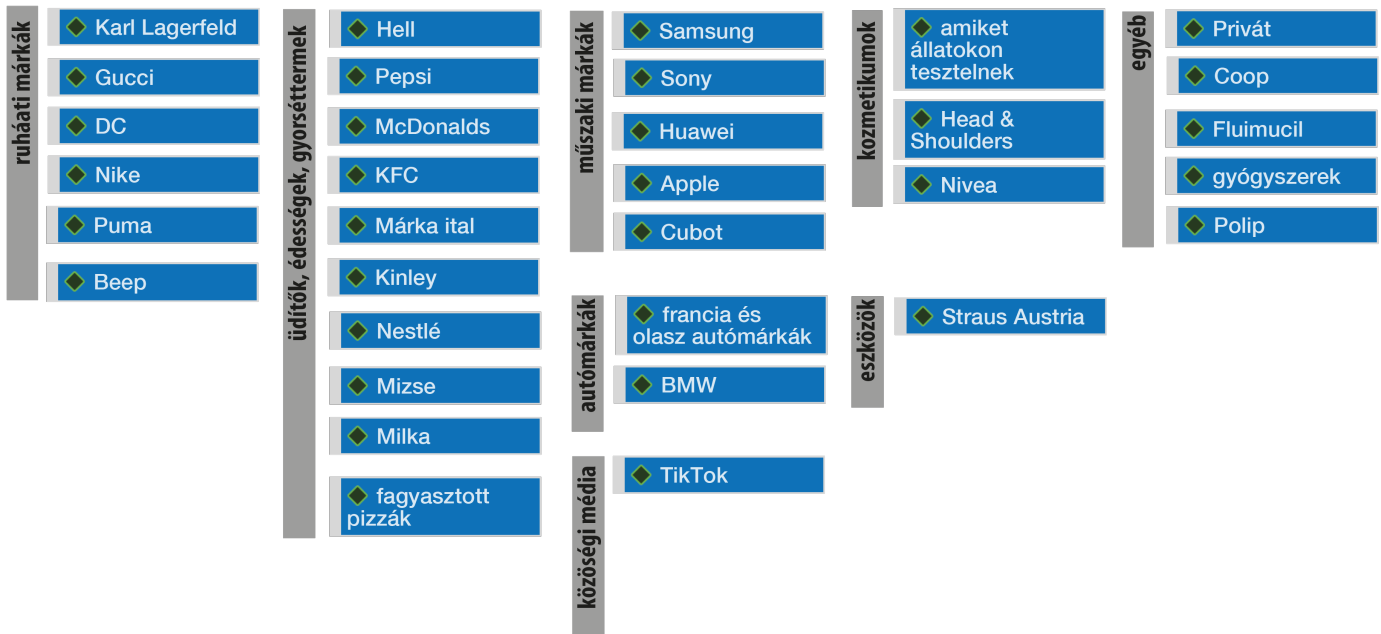 ruháati márkák
Karl Lagerfeld
Gucci
DC
Nike
Puma
Beep
üdítők, édességek, gyorséttermek
Hell
Pepsi
McDonalds
KFC
Márka ital
Kinley
Nestlé
Mizse
Milka
fagyasztott
pizzák
műszaki márkák
Samsung
Sony
Huawei
Apple
Cubot
autómárkák
francia és
olasz autómárkák
BMW
közöségi média
TikTok
kozmetikumok
amiket
állatokon
tesztelnek
Head &
Shoulders
Nivea
eszközök
Straus Austria
egyéb
Privát
Coop
Fluimucil
gyógyszerek
Polip